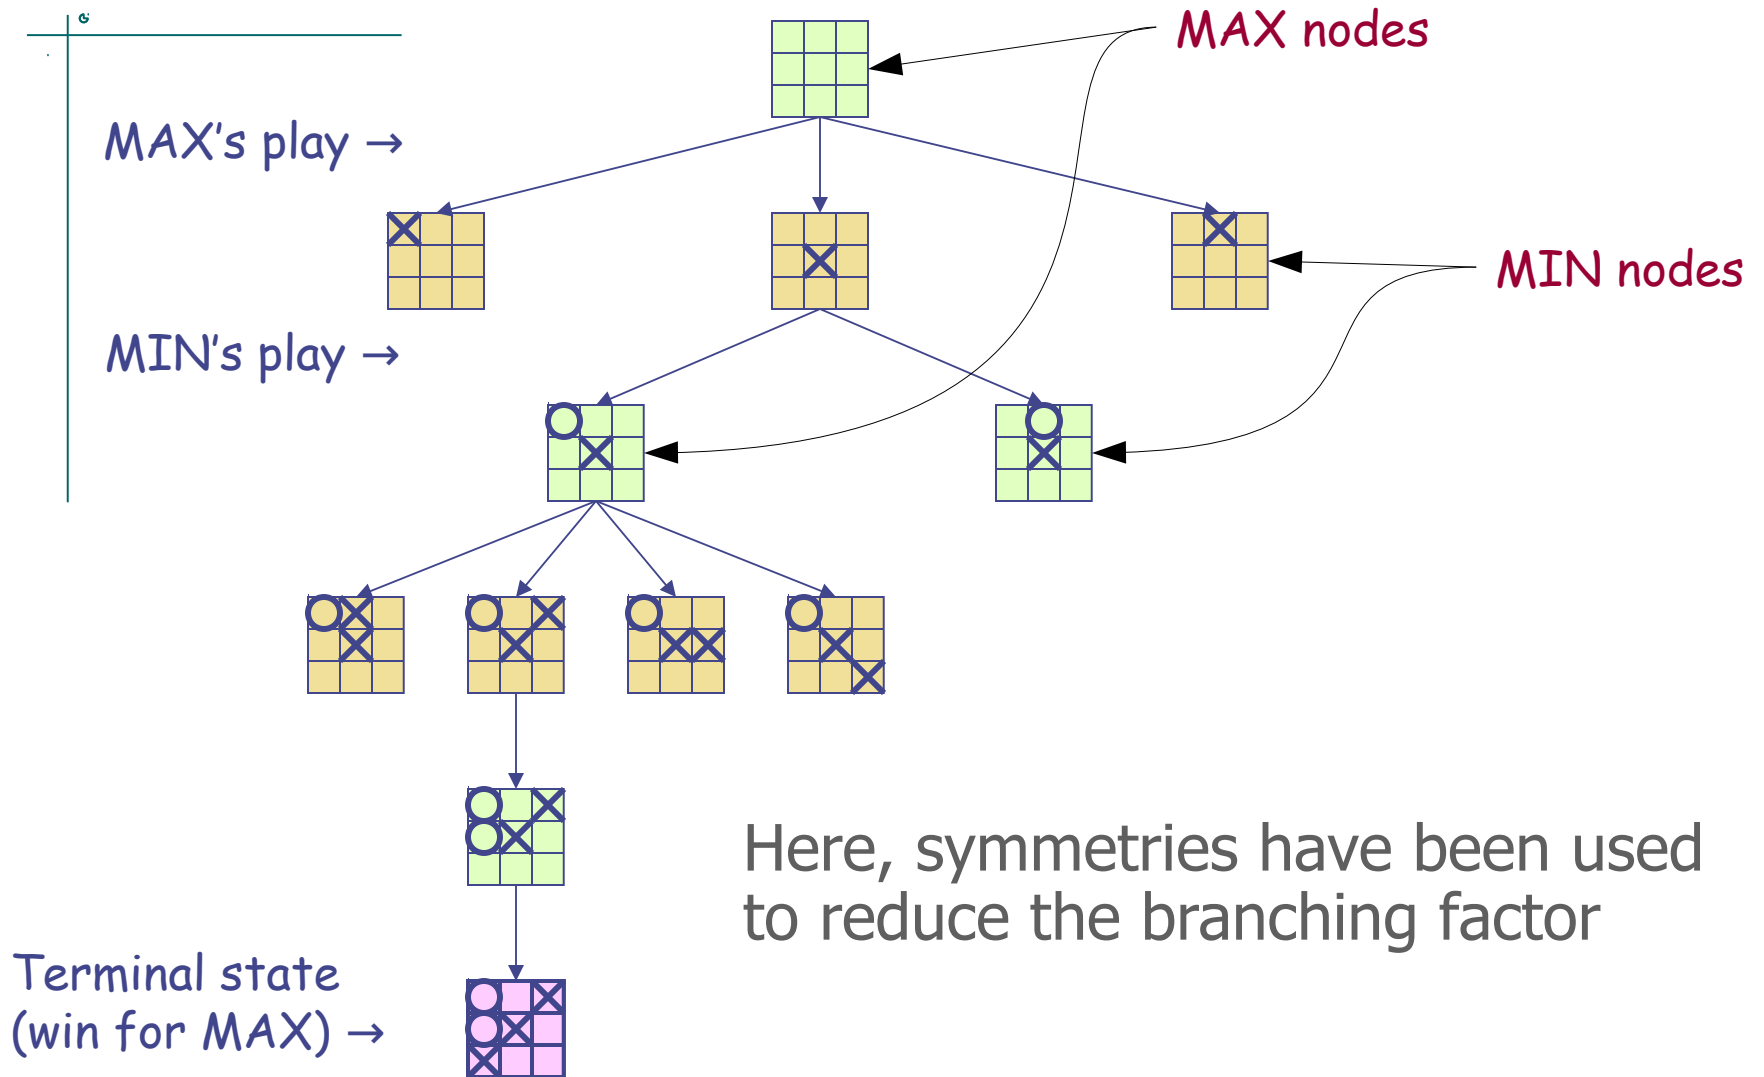 MAX nodes
MAX's play →
MIN nodes
MIN's play →
Here, symmetries have been used
to reduce the branching factor
Terminal state
(win for MAX) →